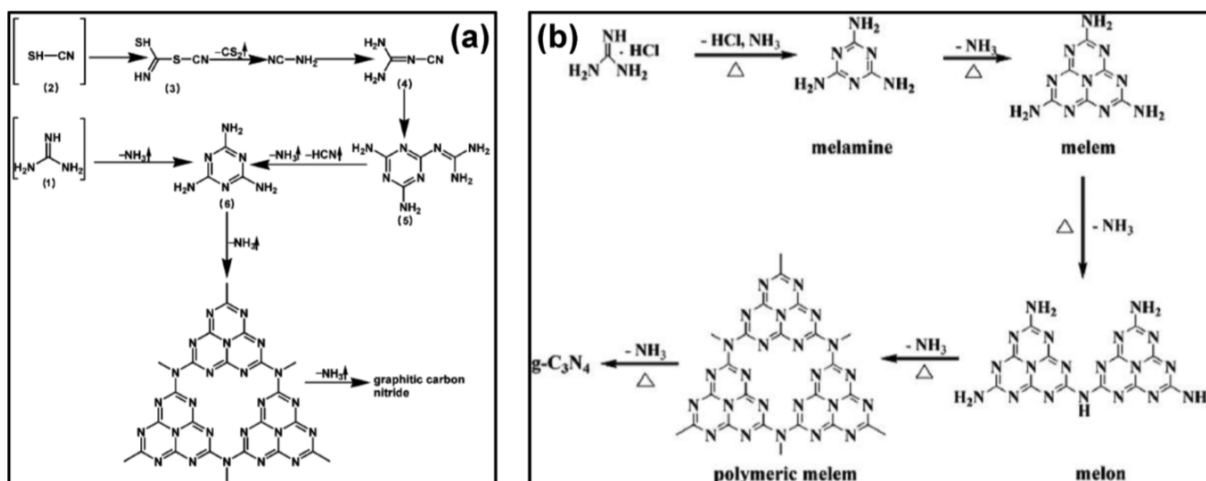 (a)
SH—CN
(2)
SH
S—CN
HN
(3)
–CS₂↑
NC—NH₂
H₂N
N—CN
H₂N
(4)
NH
H₂N
NH₂
(1)
–NH₃↑
NH₂
N
N
H₂N
N
NH₂
(6)
–NH₃↑ –HCN↑
H₂N
N
N
NH₂
N
N
NH₂
NH₂
(5)
–NH₃↑
–NH₃↑
graphitic carbon
nitride
(b)
NH
· HCl
H₂N
NH₂
- HCl, NH₃
△
NH₂
N
N
H₂N
N
NH₂
melamine
- NH₃
△
NH₂
N
N
N
N
N
H₂N
N
N
NH₂
melem
△
- NH₃
NH₂
NH₂
H₂N
N
H
NH
melon
- NH₃
△
polymeric melem
- NH₃
△
g-C₃N₄